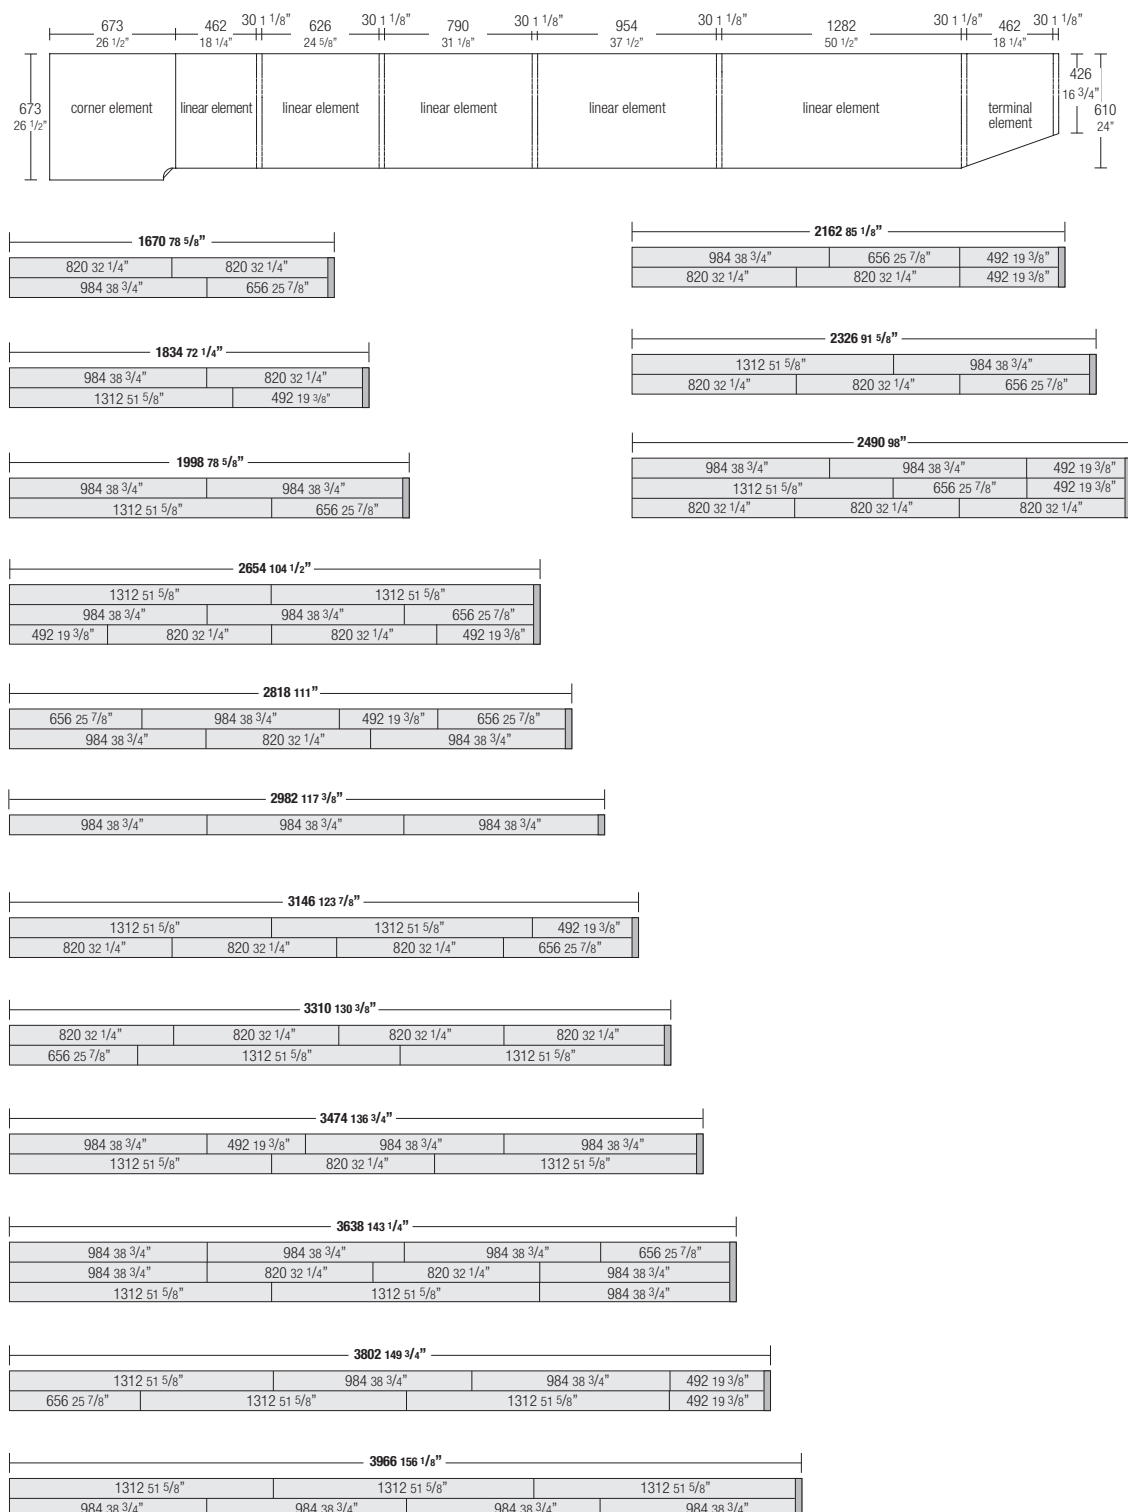 673 462 30 1 1/8” 626 30 1 1/8” 790 30 1 1/8” 954 30 1 1/8” 1282 30 1 1/8” 462 30 1 1/8”
26 1/2” 18 1/4” 24 5/8” 31 1/8” 37 1/2” 50 1/2” 18 1/4”
673
26 1/2”
corner element linear element linear element linear element linear element linear element terminal
element
426
16 3/4”
610
24”
1670 78 5/8”
820 32 1/4” 820 32 1/4”
984 38 3/4” 656 25 7/8”
2162 85 1/8”
984 38 3/4” 656 25 7/8” 492 19 3/8”
820 32 1/4” 820 32 1/4” 492 19 3/8”
1834 72 1/4”
984 38 3/4” 820 32 1/4”
1312 51 5/8” 492 19 3/8”
2326 91 5/8”
1312 51 5/8” 984 38 3/4”
820 32 1/4” 820 32 1/4” 656 25 7/8”
1998 78 5/8”
984 38 3/4” 984 38 3/4”
1312 51 5/8” 656 25 7/8”
2490 98”
984 38 3/4” 984 38 3/4” 492 19 3/8”
1312 51 5/8” 656 25 7/8” 492 19 3/8”
820 32 1/4” 820 32 1/4” 820 32 1/4”
2654 104 1/2”
1312 51 5/8” 1312 51 5/8”
984 38 3/4” 984 38 3/4” 656 25 7/8”
492 19 3/8” 820 32 1/4” 820 32 1/4” 492 19 3/8”
2818 111”
656 25 7/8” 984 38 3/4” 492 19 3/8” 656 25 7/8”
984 38 3/4” 820 32 1/4” 984 38 3/4”
2982 117 3/8”
984 38 3/4” 984 38 3/4” 984 38 3/4”
3146 123 7/8”
1312 51 5/8” 1312 51 5/8” 492 19 3/8”
820 32 1/4” 820 32 1/4” 820 32 1/4” 656 25 7/8”
3310 130 3/8”
820 32 1/4” 820 32 1/4” 820 32 1/4” 820 32 1/4”
656 25 7/8” 1312 51 5/8” 1312 51 5/8”
3474 136 3/4”
984 38 3/4” 492 19 3/8” 984 38 3/4” 984 38 3/4”
1312 51 5/8” 820 32 1/4” 1312 51 5/8”
3638 143 1/4”
984 38 3/4” 984 38 3/4” 984 38 3/4” 656 25 7/8”
984 38 3/4” 820 32 1/4” 820 32 1/4” 984 38 3/4”
1312 51 5/8” 1312 51 5/8” 984 38 3/4”
3802 149 3/4”
1312 51 5/8” 984 38 3/4” 984 38 3/4” 492 19 3/8”
656 25 7/8” 1312 51 5/8” 1312 51 5/8” 492 19 3/8”
3966 156 1/8”
1312 51 5/8” 1312 51 5/8” 1312 51 5/8”
984 38 3/4” 984 38 3/4” 984 38 3/4” 984 38 3/4”